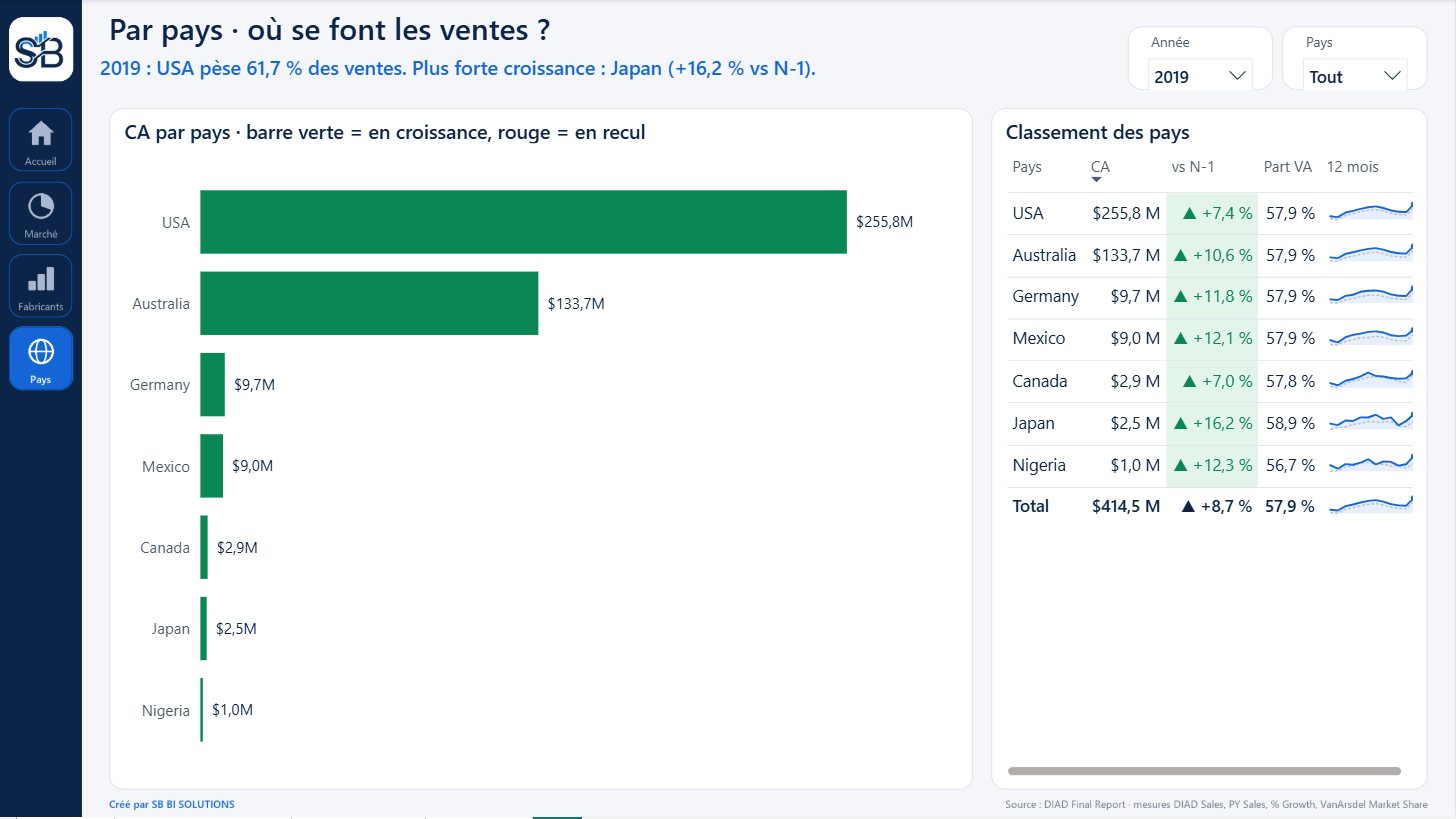 SB
Accueil
Marché
Fabricants
Pays
Par pays · où se font les ventes ?
2019 : USA pèse 61,7 % des ventes. Plus forte croissance : Japan (+16,2 % vs N-1).
Année
2019
Pays
Tout
CA par pays · barre verte = en croissance, rouge = en recul
USA
$255,8M
Australia
$133,7M
Germany
$9,7M
Mexico
$9,0M
Canada
$2,9M
Japan
$2,5M
Nigeria
$1,0M
Classement des pays
Pays CA vs N-1 Part VA 12 mois
USA $255,8 M ▲ +7,4 % 57,9 %
Australia $133,7 M ▲ +10,6 % 57,9 %
Germany $9,7 M ▲ +11,8 % 57,9 %
Mexico $9,0 M ▲ +12,1 % 57,9 %
Canada $2,9 M ▲ +7,0 % 57,8 %
Japan $2,5 M ▲ +16,2 % 58,9 %
Nigeria $1,0 M ▲ +12,3 % 56,7 %
Total $414,5 M ▲ +8,7 % 57,9 %
Créé par SB BI SOLUTIONS
Source : DIAD Final Report · mesures DIAD Sales, PY Sales, % Growth, VanArsdel Market Share